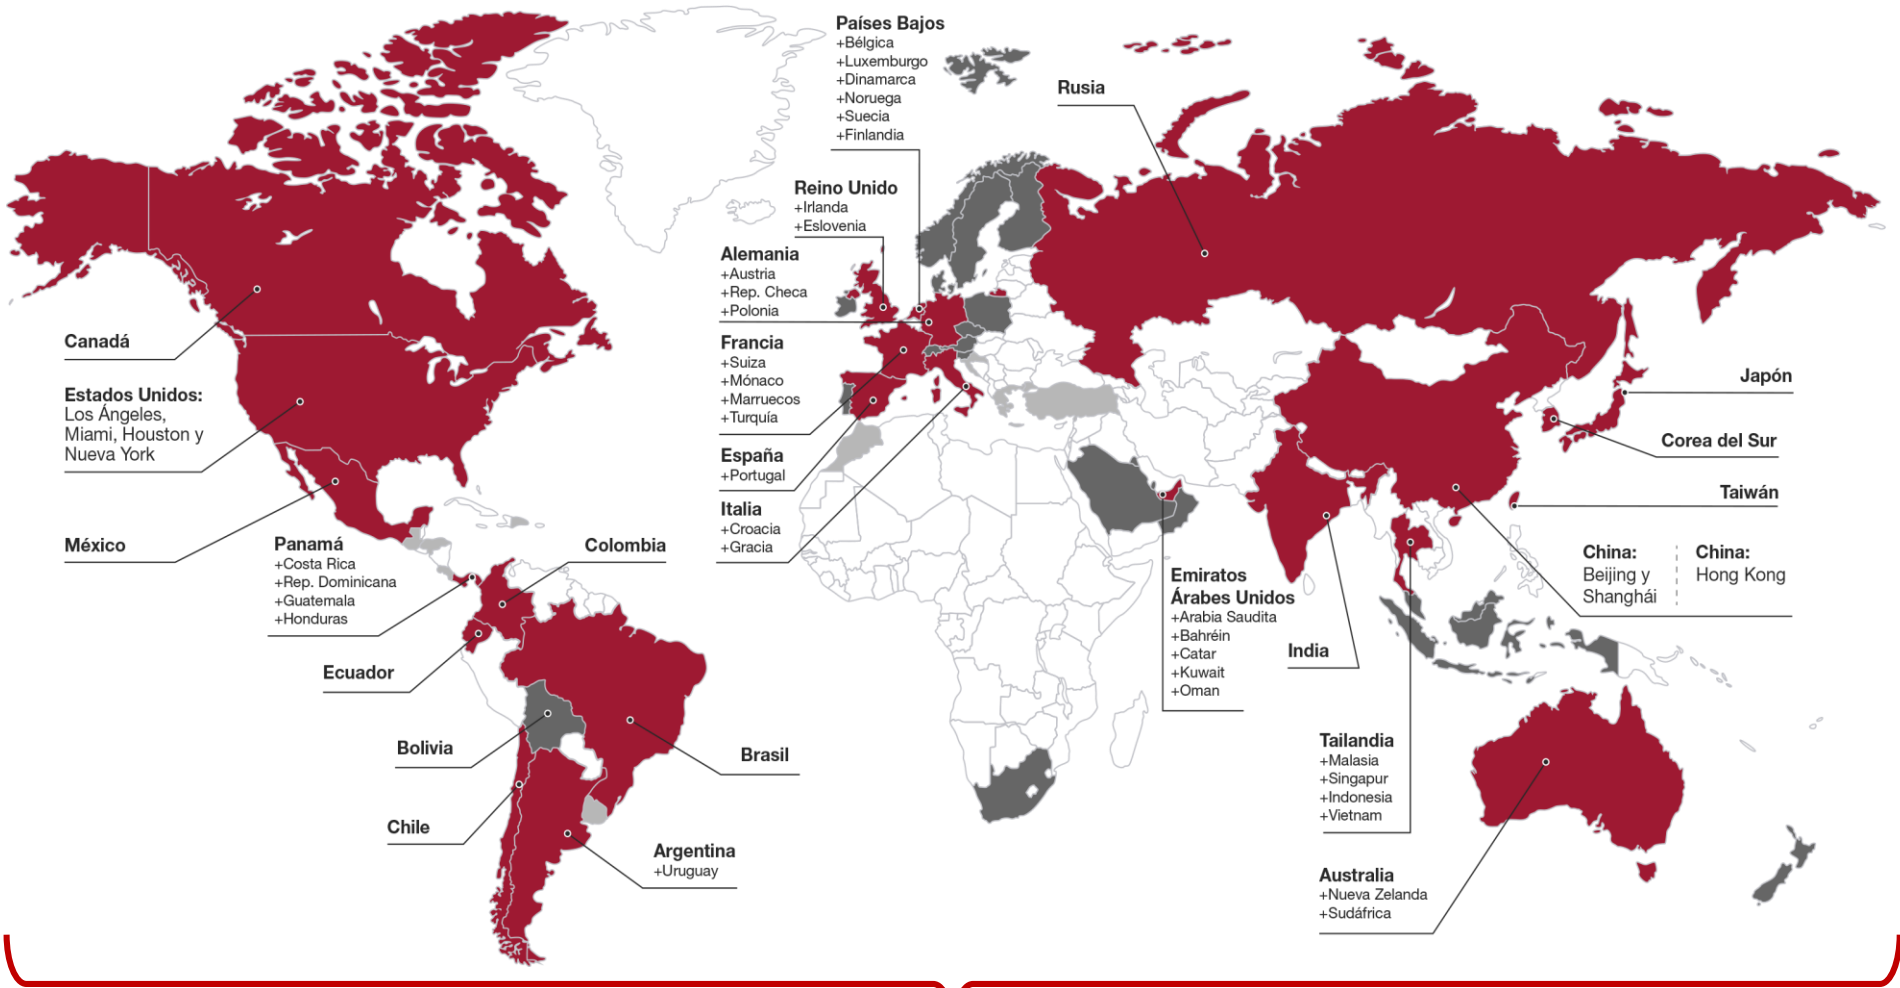 Países Bajos
+Bélgica
+Luxemburgo
+Dinamarca
+Noruega
+Suecia
+Finlandia
Rusia
Reino Unido
+Irlanda
+Eslovenia
Alemania
+Austria
+Rep. Checa
+Polonia
Canadá
Francia
+Suiza
+Mónaco
+Marruecos
+Turquía
Estados Unidos:
Los Ángeles,
Miami, Houston y
Nueva York
Japón
Corea del Sur
España
+Portugal
Taiwán
Italia
+Croacia
+Gracia
México
Panamá
+Costa Rica
+Rep. Dominicana
+Guatemala
+Honduras
Colombia
China:
Beijing y
Shanghái
China:
Hong Kong
Emiratos
Árabes Unidos
+Arabia Saudita
+Bahréin
+Catar
+Kuwait
+Oman
India
Ecuador
Bolivia
Brasil
Tailandia
+Malasia
+Singapur
+Indonesia
+Vietnam
Chile
Argentina
+Uruguay
Australia
+Nueva Zelanda
+Sudáfrica